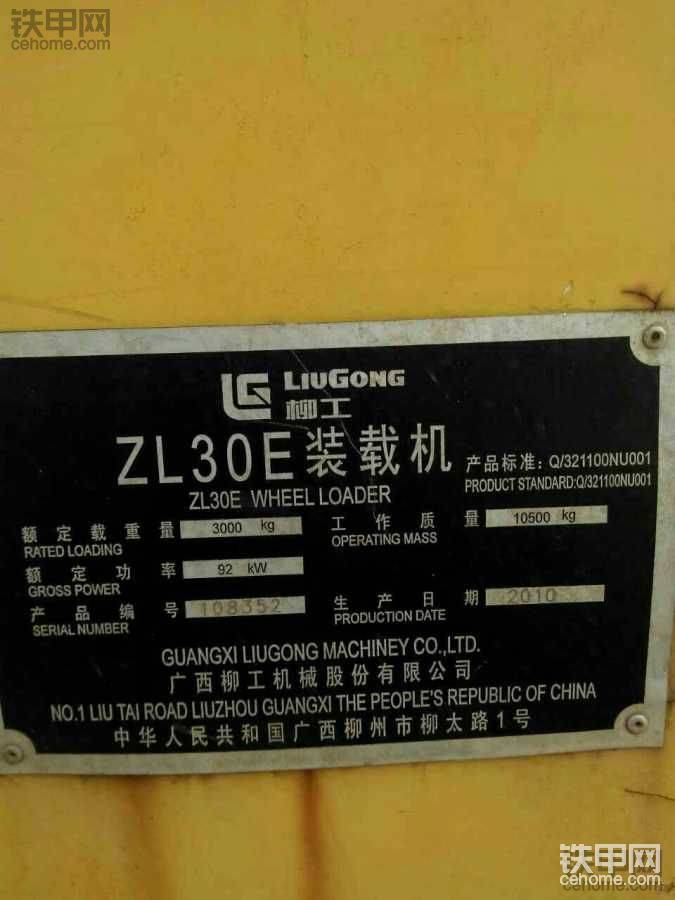 铁甲网
cehome.com
LG LIUGONG
柳工
ZL30E装载机
ZL30E WHEEL LOADER
产品标准: Q/321100NU001
PRODUCT STANDARD:Q/321100NU001
额定载重量 3000 kg
RATED LOADING
工作质量 10500 kg
OPERATING MASS
额定功率 92 kW
GROSS POWER
产品编号 108352
SERIAL NUMBER
生产日期 2010
PRODUCTION DATE
GUANGXI LIUGONG MACHINEY CO.,LTD.
广西柳工机械股份有限公司
NO.1 LIU TAI ROAD LIUZHOU GUANGXI THE PEOPLE'S REPUBLIC OF CHINA
中华人民共和国广西柳州市柳太路1号
铁甲网
cehome.com